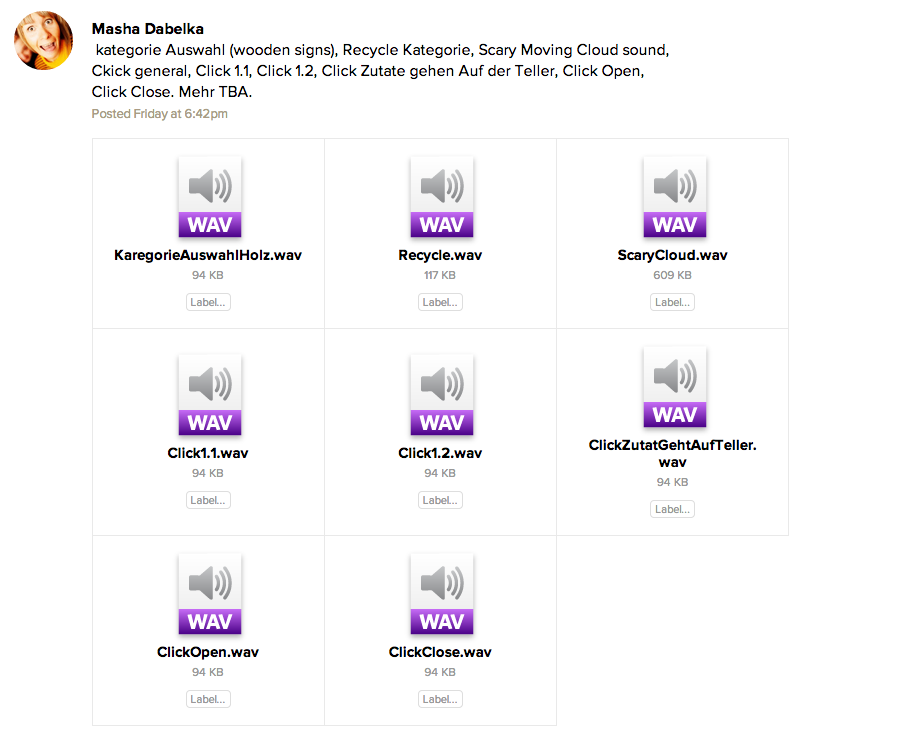 Masha Dabelka
kategorie Auswahl (wooden signs), Recycle Kategorie, Scary Moving Cloud sound,
Ckick general, Click 1.1, Click 1.2, Click Zutate gehen Auf der Teller, Click Open,
Click Close. Mehr TBA.
Posted Friday at 6:42pm
WAV WAV WAV
KaregorieAuswahlHolz.wav Recycle.wav ScaryCloud.wav
94 KB 117 KB 609 KB
Label... Label... Label...
WAV WAV WAV
Click1.1.wav Click1.2.wav ClickZutatGehtAufTeller.
wav
94 KB 94 KB 94 KB
Label... Label... Label...
WAV WAV
ClickOpen.wav ClickClose.wav
94 KB 94 KB
Label... Label...